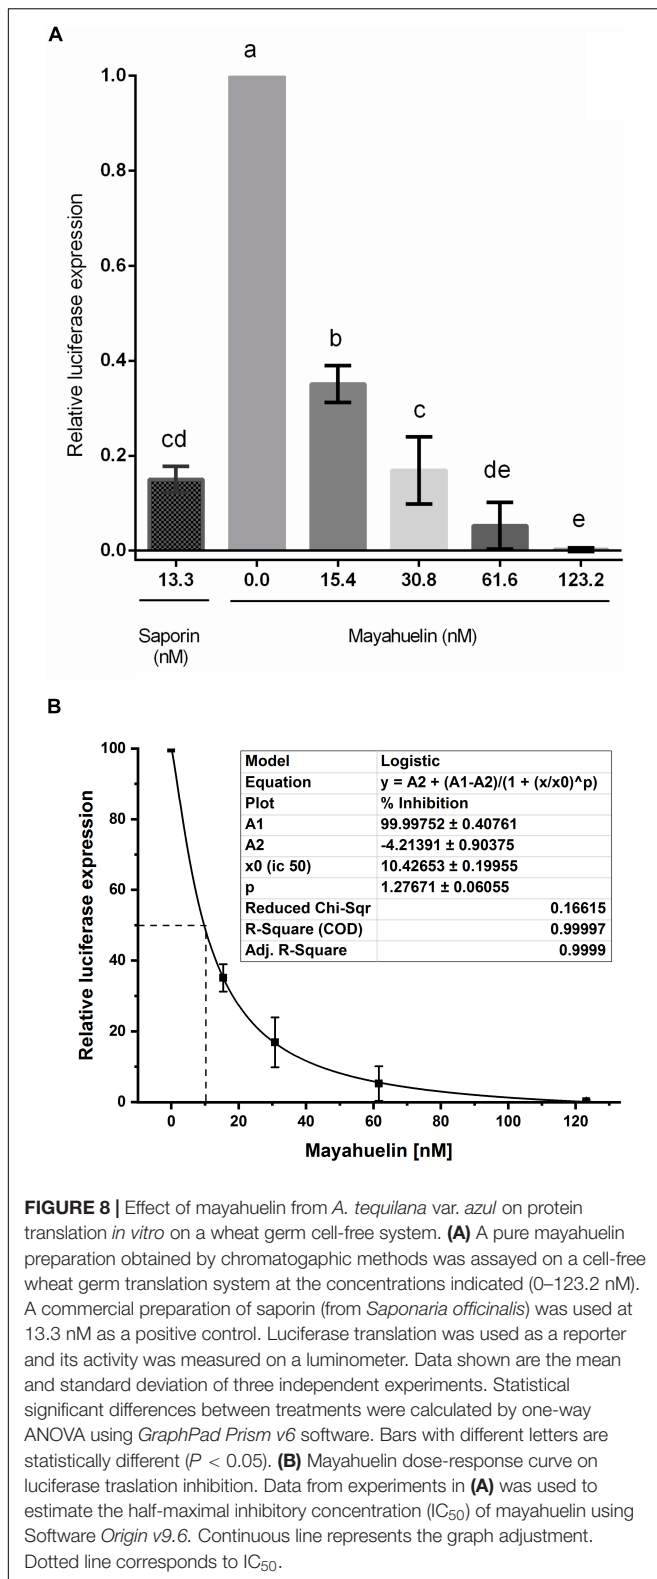 A
a
1.0
0.8
0.6
0.4
0.2
0.0
Relative luciferase expression
b
c
cd
de
e
13.3 0.0 15.4 30.8 61.6 123.2
Saporin
(nM)
Mayahuelin (nM)
B
100
80
60
40
20
0
Relative luciferase expression
Model Logistic
Equation y = A2 + (A1-A2)/(1 + (x/x0)^p)
Plot % Inhibition
A1 99.99752 ± 0.40761
A2 -4.21391 ± 0.90375
x0 (ic 50) 10.42653 ± 0.19955
p 1.27671 ± 0.06055
Reduced Chi-Sqr 0.16615
R-Square (COD) 0.99997
Adj. R-Square 0.9999
0 20 40 60 80 100 120
Mayahuelin [nM]
FIGURE 8 | Effect of mayahuelin from A. tequilana var. azul on protein
translation in vitro on a wheat germ cell-free system. (A) A pure mayahuelin
preparation obtained by chromatogaphic methods was assayed on a cell-free
wheat germ translation system at the concentrations indicated (0–123.2 nM).
A commercial preparation of saporin (from Saponaria officinalis) was used at
13.3 nM as a positive control. Luciferase translation was used as a reporter
and its activity was measured on a luminometer. Data shown are the mean
and standard deviation of three independent experiments. Statistical
significant differences between treatments were calculated by one-way
ANOVA using GraphPad Prism v6 software. Bars with different letters are
statistically different (P < 0.05). (B) Mayahuelin dose-response curve on
luciferase traslation inhibition. Data from experiments in (A) was used to
estimate the half-maximal inhibitory concentration (IC50) of mayahuelin using
Software Origin v9.6. Continuous line represents the graph adjustment.
Dotted line corresponds to IC50.